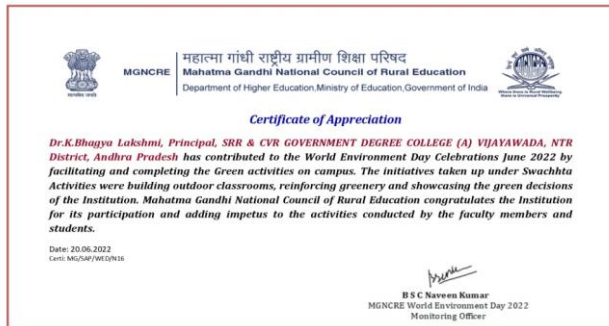 महात्मा गांधी राष्ट्रीय ग्रामीण शिक्षा परिषद
MGNCRE
Mahatma Gandhi National Council of Rural Education
Department of Higher Education,Ministry of Education,Government of India
Certificate of Appreciation
Dr.K.Bhagya Lakshmi, Principal, SRR & CVR GOVERNMENT DEGREE COLLEGE (A) VIJAYAWADA, NTR
District, Andhra Pradesh has contributed to the World Environment Day Celebrations June 2022 by
facilitating and completing the Green activities on campus. The initiatives taken up under Swachhta
Activities were building outdoor classrooms, reinforcing greenery and showcasing the green decisions
of the Institution. Mahatma Gandhi National Council of Rural Education congratulates the Institution
for its participation and adding impetus to the activities conducted by the faculty members and
students.
Date: 20.06.2022
Certi: MG/SAP/WED/N16
B S C Naveen Kumar
MGNCRE World Environment Day 2022
Monitoring Officer